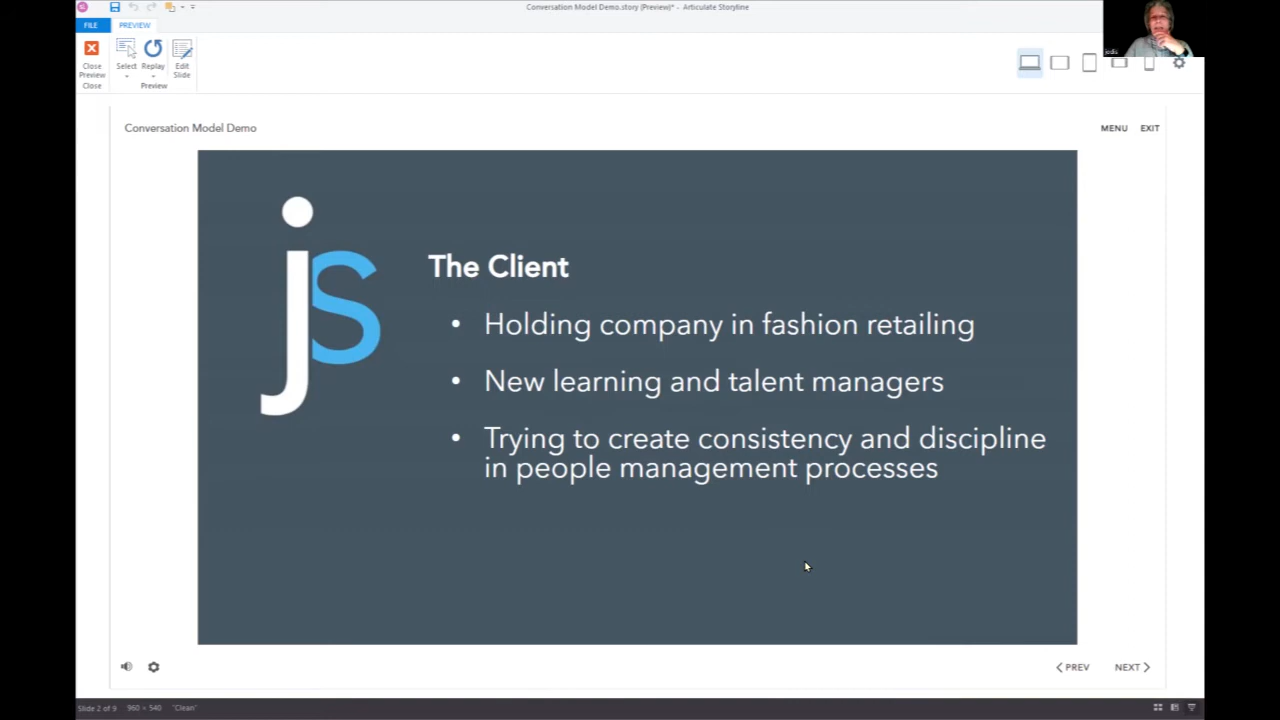 Conversation Model Demo.story (Preview)* - Articulate Storyline
FILE
PREVIEW
Close Preview
Select
Replay
Edit Slide
Close
Preview
jodis
Conversation Model Demo
MENU
EXIT
js
The Client
• Holding company in fashion retailing
• New learning and talent managers
• Trying to create consistency and discipline
in people management processes
PREV
NEXT
Slide 2 of 9
960 × 540
"Clean"